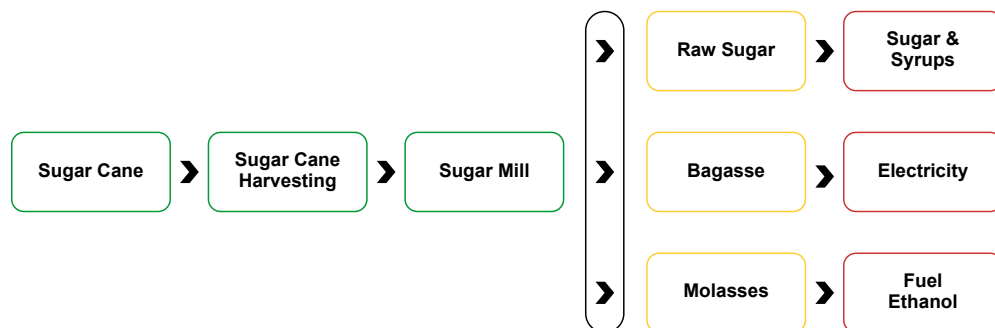 Raw Sugar
Sugar &
Syrups
Sugar Cane
Sugar Cane
Harvesting
Sugar Mill
Bagasse
Electricity
Molasses
Fuel
Ethanol